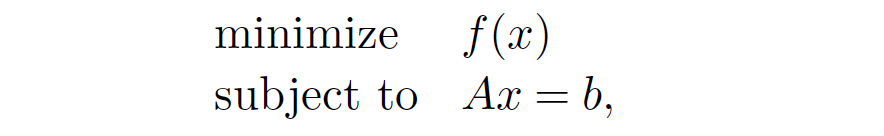 minimize f(x)
subject to Ax = b,